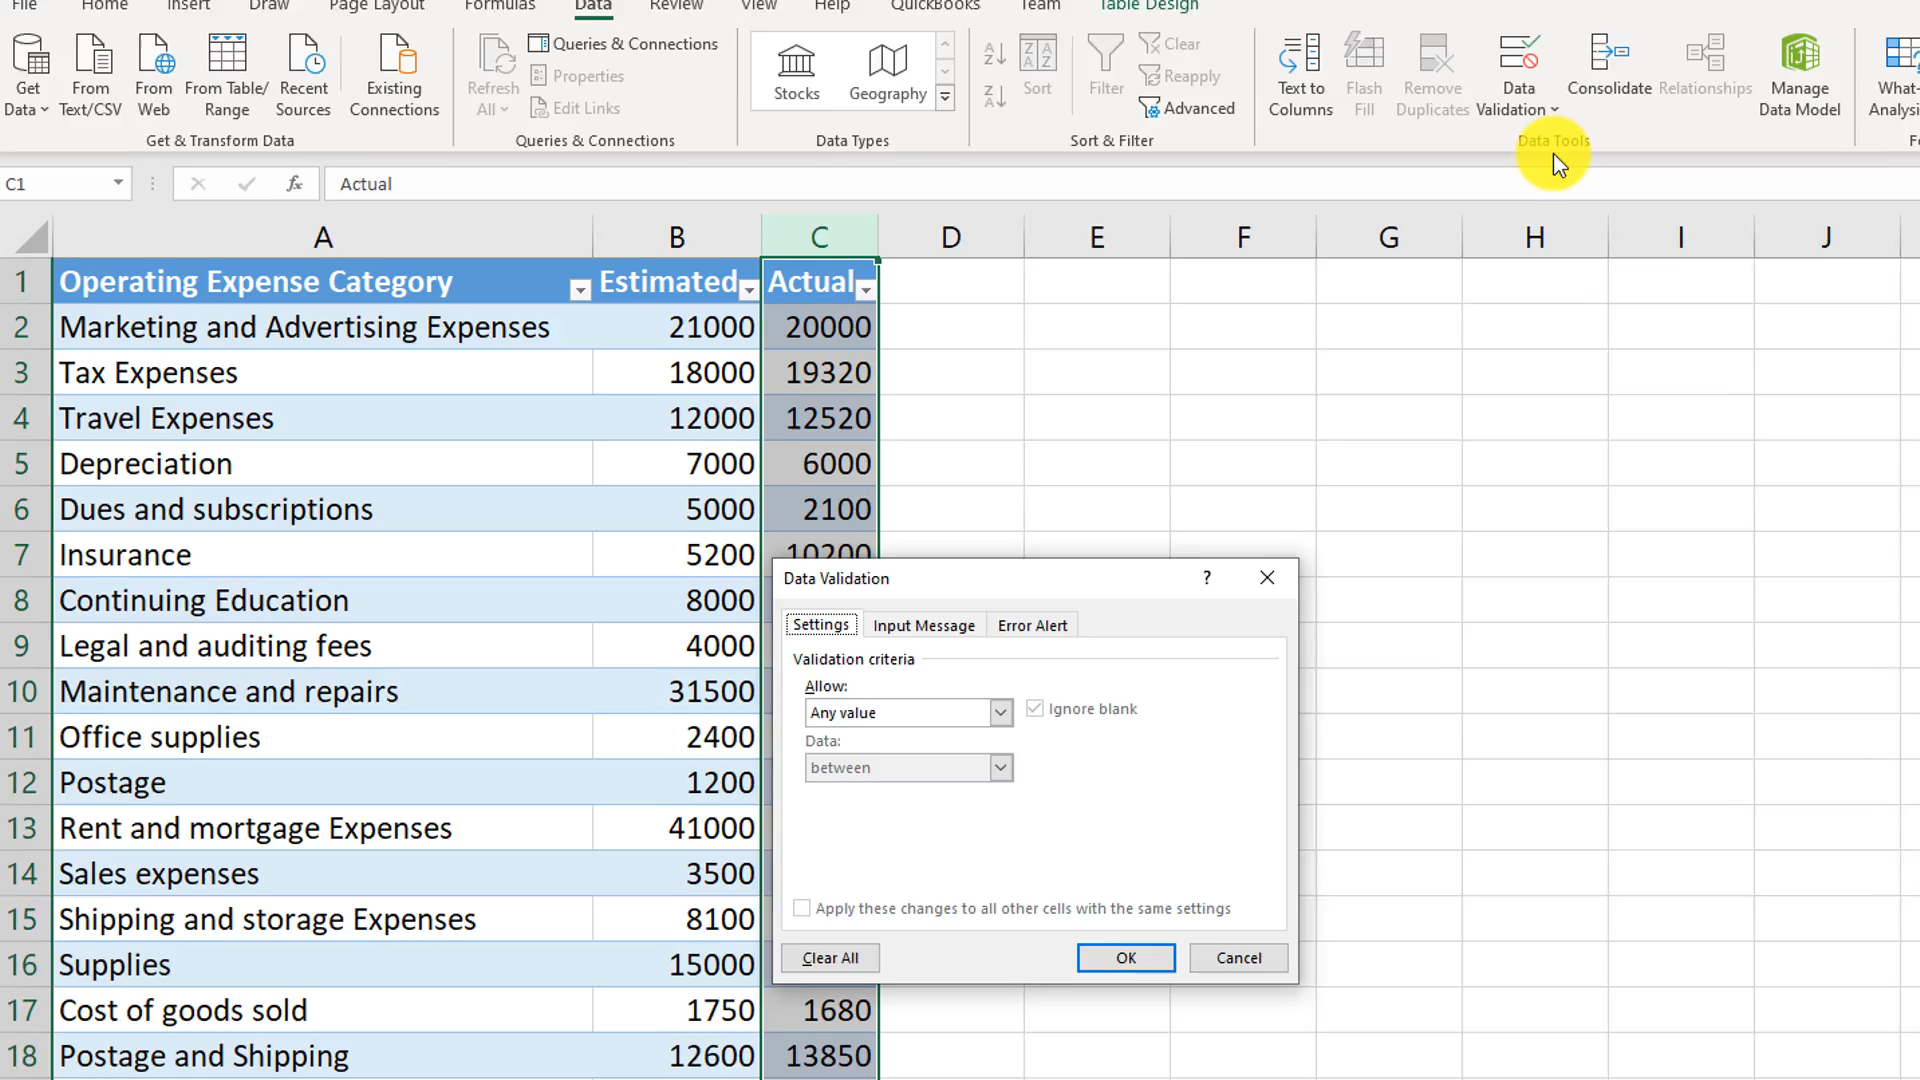 File Home Insert Draw Page Layout Formulas Data Review View Help QuickBooks Team Table Design
Get Data
From Text/CSV
From Web
From Table/ Range
Recent Sources
Existing Connections
Get & Transform Data
Refresh All
Queries & Connections
Properties
Edit Links
Queries & Connections
Stocks
Geography
Data Types
Sort
Filter
Clear
Reapply
Advanced
Sort & Filter
Text to Columns
Flash Fill
Remove Duplicates
Data Validation
Consolidate
Relationships
Manage Data Model
Data Tools
What-
Analysi
C1
fx
Actual
A B C D E F G H I J
1 Operating Expense Category Estimated Actual
2 Marketing and Advertising Expenses 21000 20000
3 Tax Expenses 18000 19320
4 Travel Expenses 12000 12520
5 Depreciation 7000 6000
6 Dues and subscriptions 5000 2100
7 Insurance 5200 10200
8 Continuing Education 8000
9 Legal and auditing fees 4000
10 Maintenance and repairs 31500
11 Office supplies 2400
12 Postage 1200
13 Rent and mortgage Expenses 41000
14 Sales expenses 3500
15 Shipping and storage Expenses 8100
16 Supplies 15000
17 Cost of goods sold 1750 1680
18 Postage and Shipping 12600 13850
Data Validation ?
Settings Input Message Error Alert
Validation criteria
Allow:
Any value Ignore blank
Data:
between
Apply these changes to all other cells with the same settings
Clear All OK Cancel